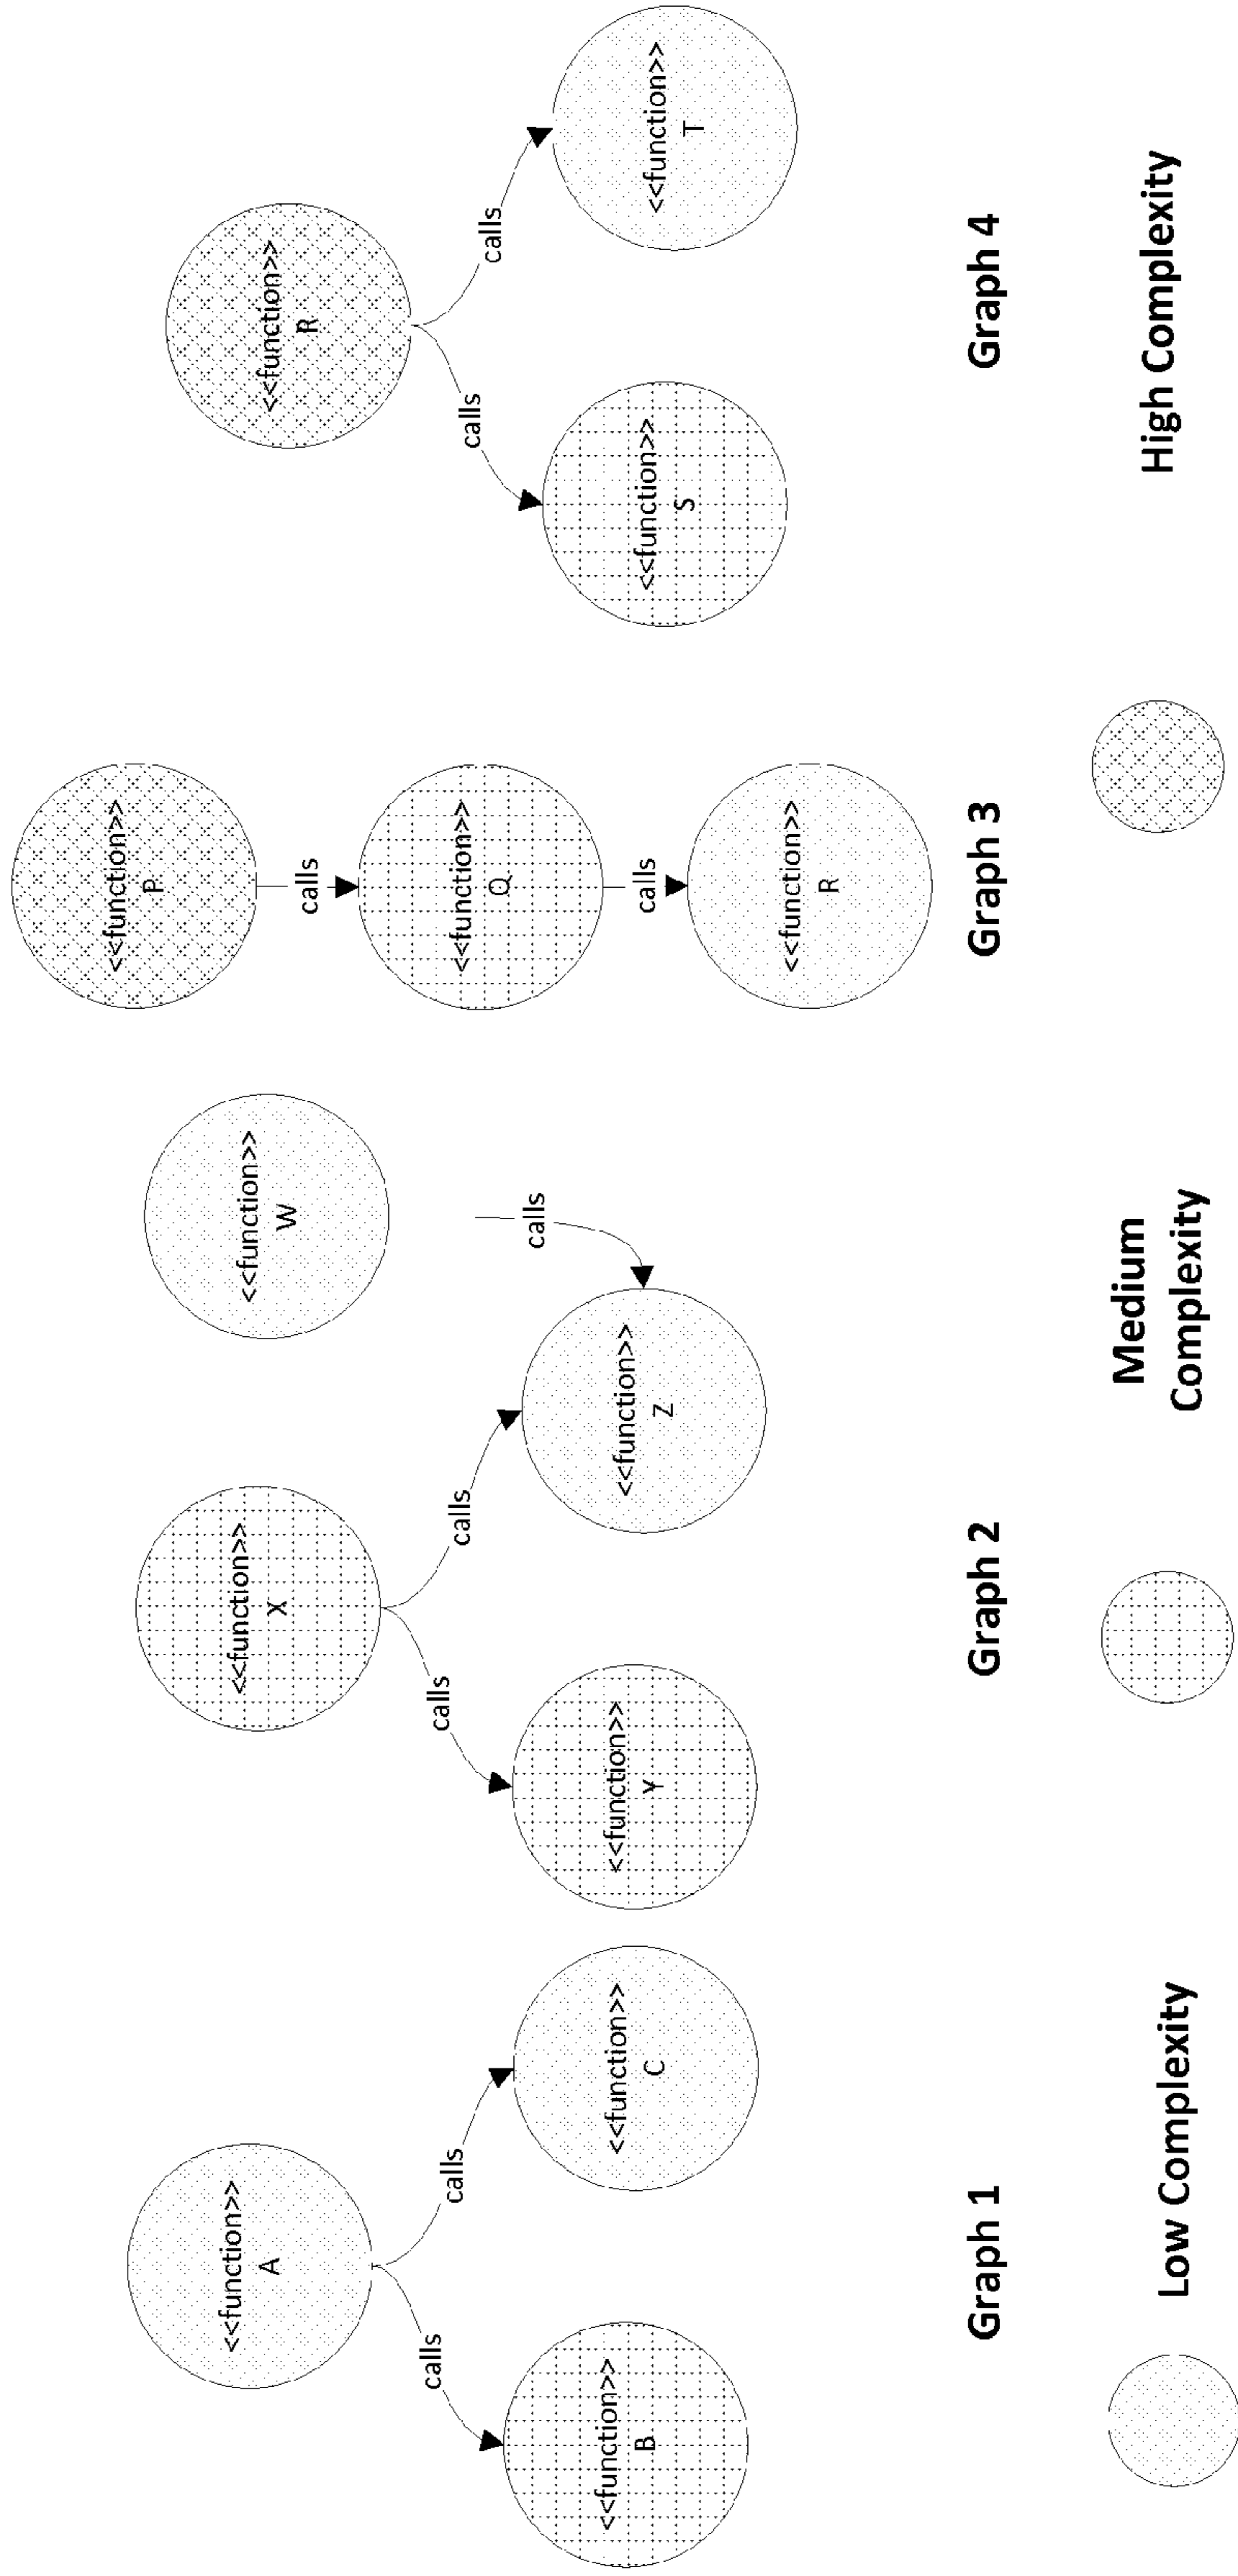 <<function>>
A
calls
calls
<<function>>
B
<<function>>
C
Graph 1
<<function>>
X
<<function>>
W
calls
calls
calls
<<function>>
Y
<<function>>
Z
Graph 2
<<function>>
P
calls
<<function>>
Q
calls
<<function>>
R
Graph 3
<<function>>
R
calls
calls
<<function>>
S
<<function>>
T
Graph 4
Low Complexity
Medium
Complexity
High Complexity